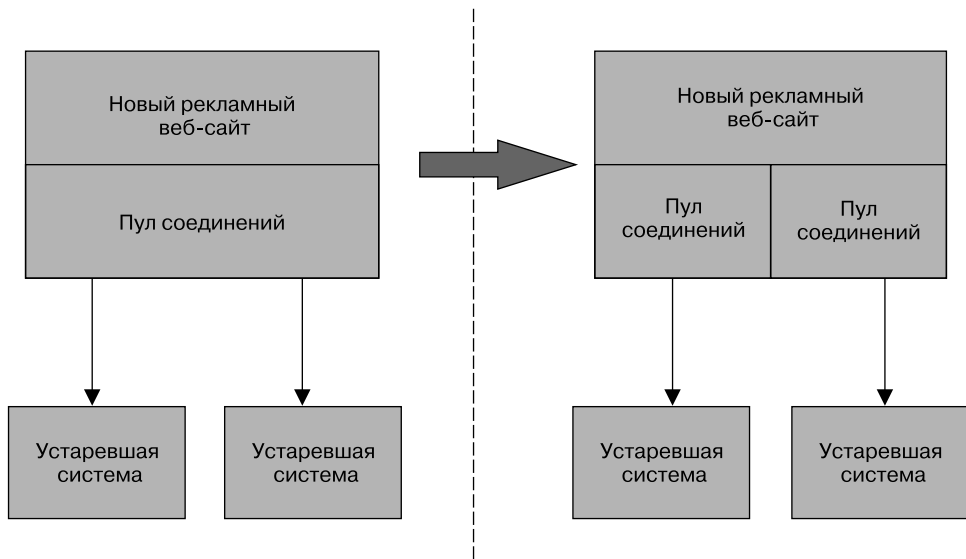 Новый рекламный
веб-сайт
Пул соединений
Устаревшая
система
Устаревшая
система
Новый рекламный
веб-сайт
Пул
соединений
Пул
соединений
Устаревшая
система
Устаревшая
система